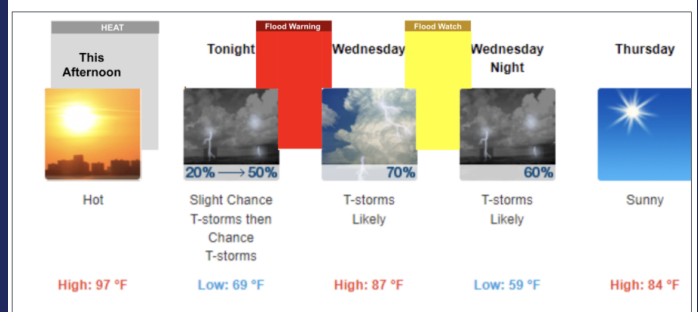 HEAT
Flood Warning
Flood Watch
This
Afternoon
Tonight
Wednesday
Wednesday
Night
Thursday
20% → 50%
70%
60%
Hot
Slight Chance
T-storms then
Chance
T-storms
T-storms
Likely
T-storms
Likely
Sunny
High: 97 °F
Low: 69 °F
High: 87 °F
Low: 59 °F
High: 84 °F